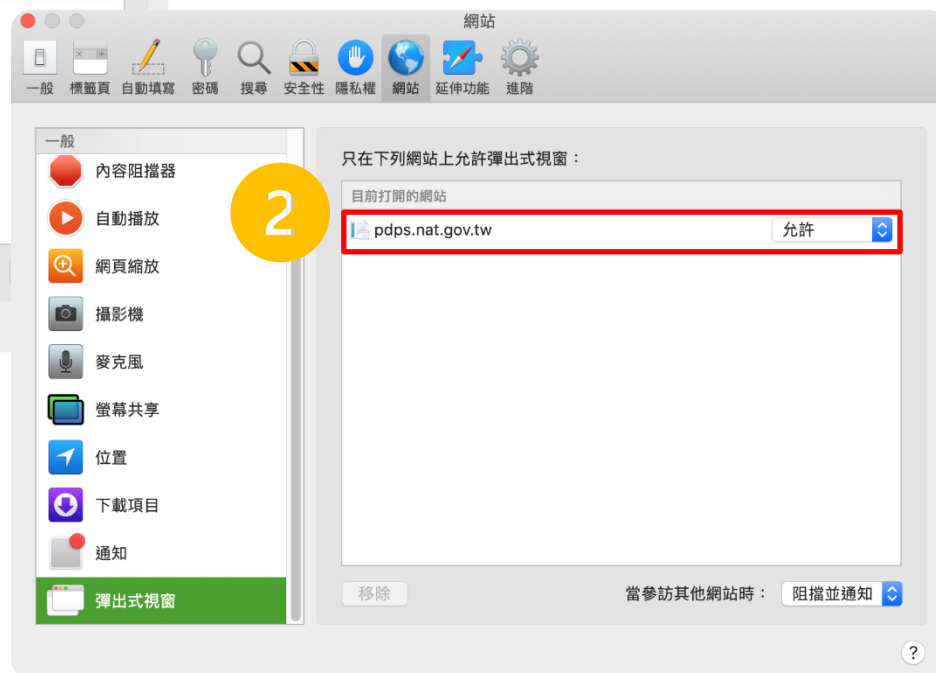 網站
一般 標籤頁 自動填寫 密碼 搜尋 安全性 隱私權 網站 延伸功能 進階
一般
內容阻擋器
自動播放
網頁縮放
攝影機
麥克風
螢幕共享
位置
下載項目
通知
彈出式視窗
2
只在下列網站上允許彈出式視窗：
目前打開的網站
pdps.nat.gov.tw 允許
移除 當參訪其他網站時： 阻擋並通知
?